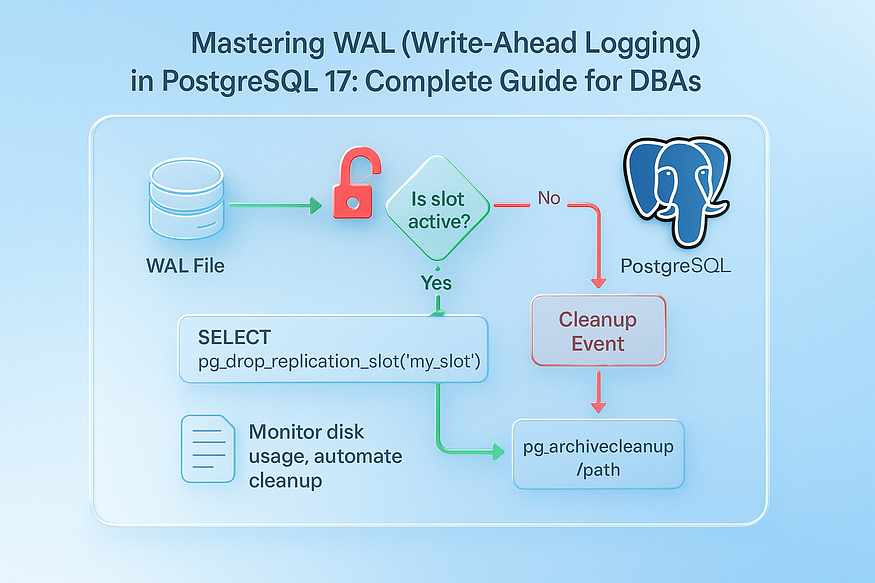 Mastering WAL (Write-Ahead Logging)
in PostgreSQL 17: Complete Guide for DBAs
WAL File
Is slot
active?
No
PostgreSQL
Yes
SELECT
pg_drop_replication_slot('my_slot')
Cleanup
Event
Monitor disk
usage, automate
cleanup
pg_archivecleanup
/path